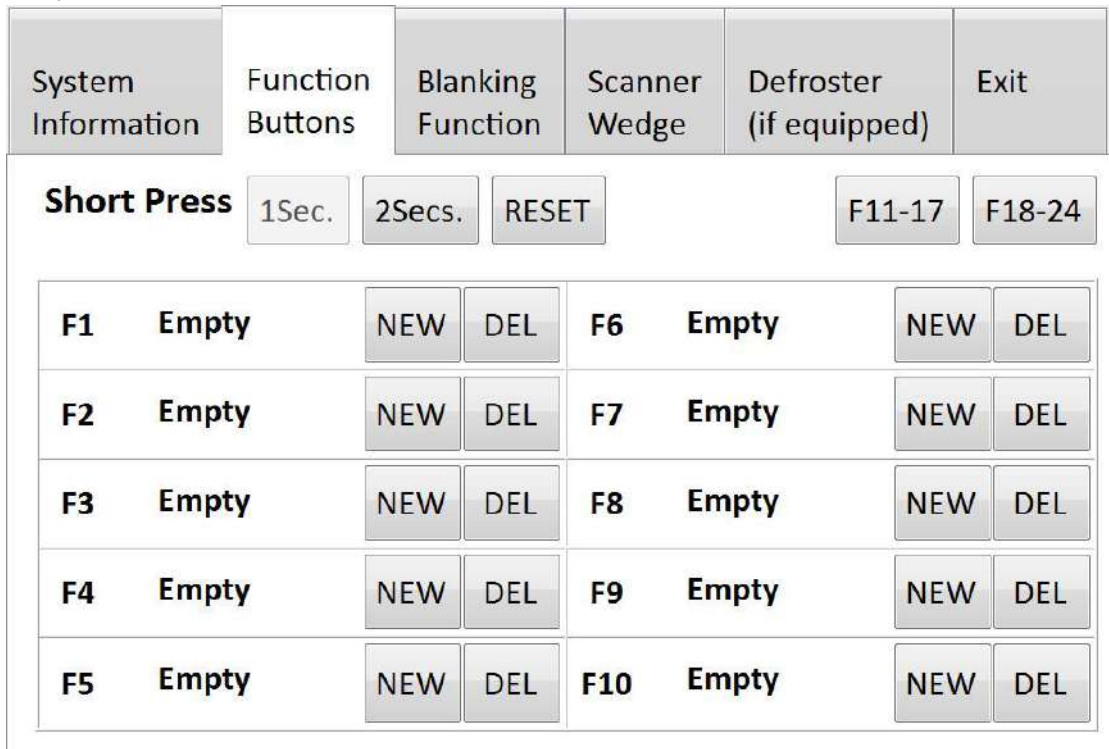 System Information
Function Buttons
Blanking Function
Scanner Wedge
Defroster (if equipped)
Exit
Short Press 1Sec. 2Secs. RESET F11-17 F18-24
F1 Empty NEW DEL F6 Empty NEW DEL
F2 Empty NEW DEL F7 Empty NEW DEL
F3 Empty NEW DEL F8 Empty NEW DEL
F4 Empty NEW DEL F9 Empty NEW DEL
F5 Empty NEW DEL F10 Empty NEW DEL